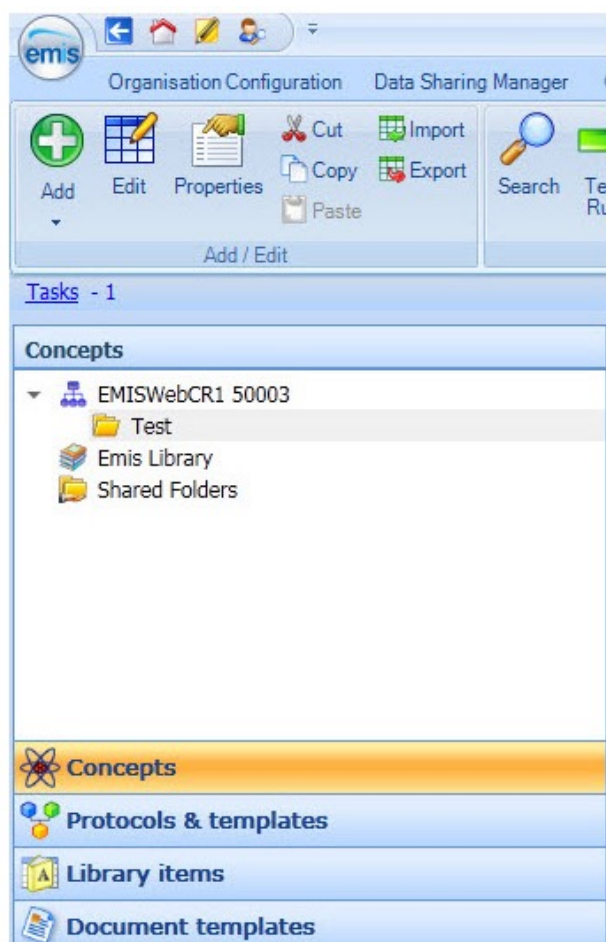 emis
Organisation Configuration Data Sharing Manager
Add Edit Properties Cut Copy Paste Import Export Search
Add / Edit
Tasks - 1
Concepts
EMISWebCR1 50003
Test
Emis Library
Shared Folders
Concepts
Protocols & templates
Library items
Document templates